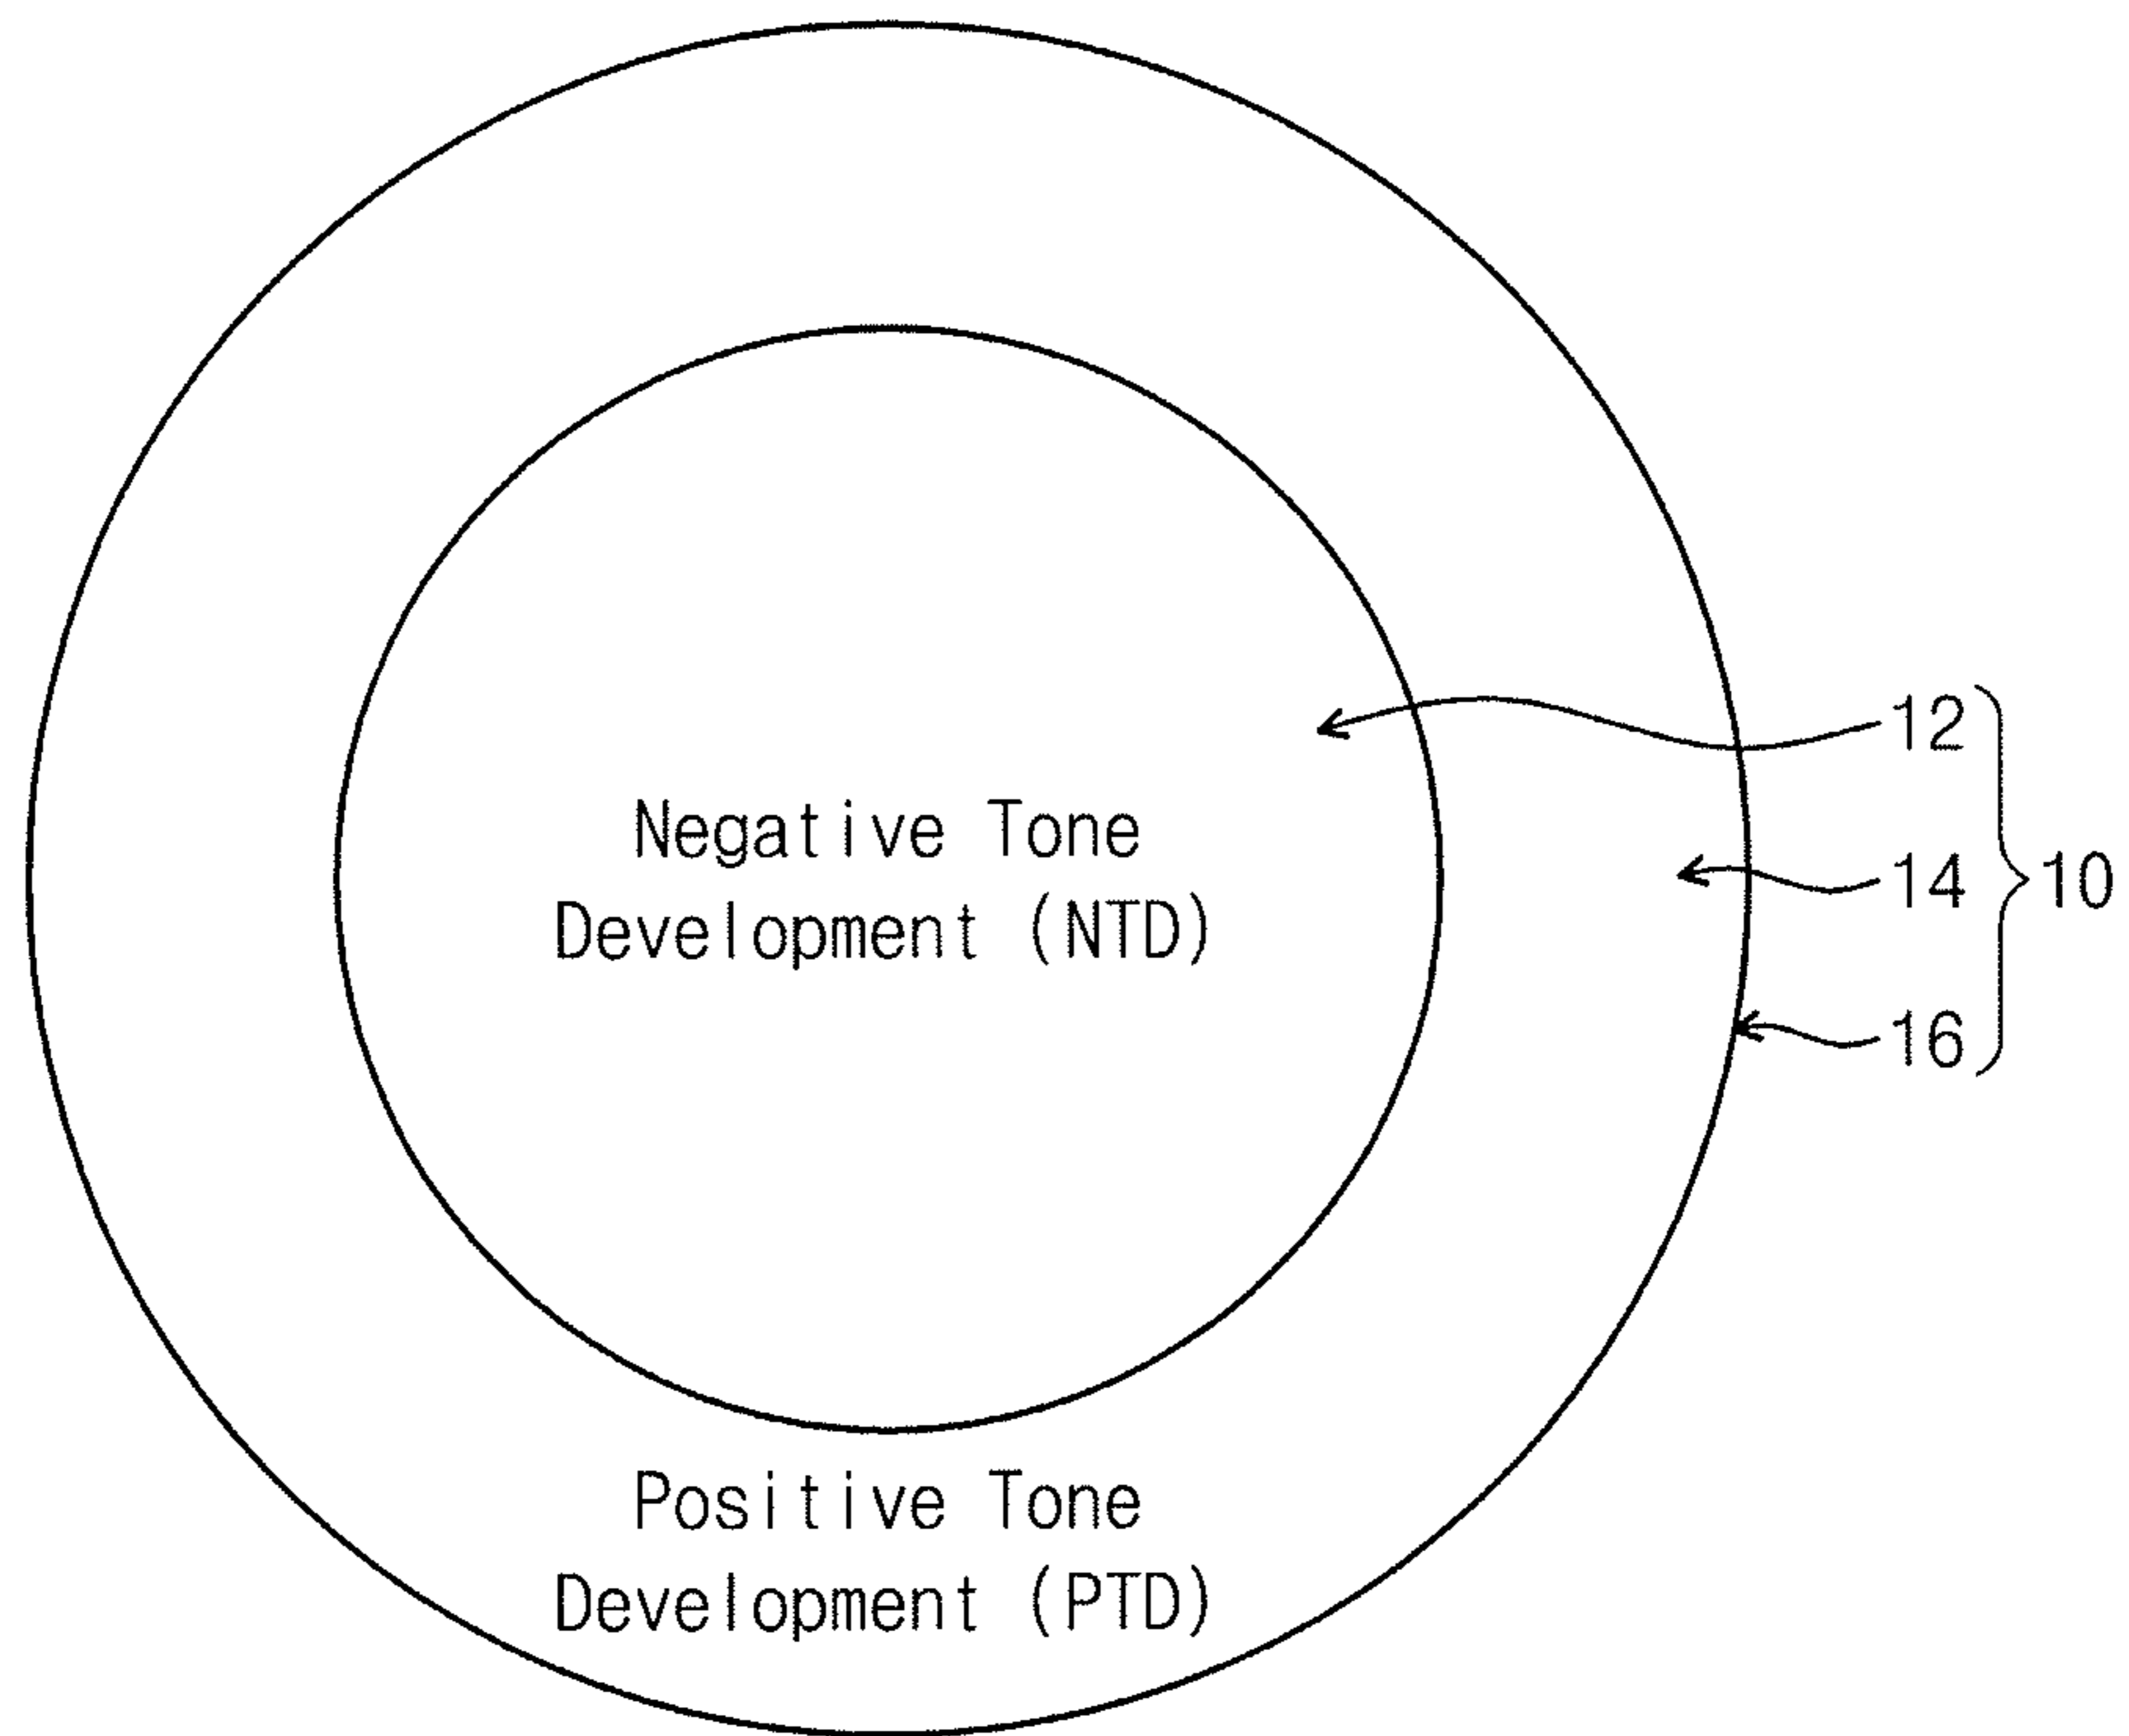 12
Negative Tone
Development (NTD)
14
10
16
Positive Tone
Development (PTD)